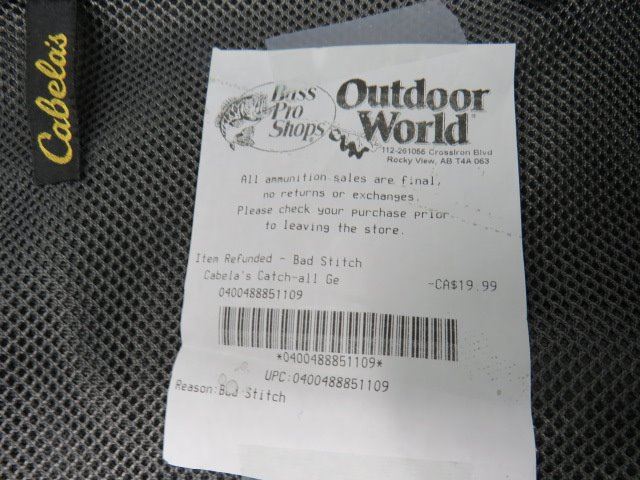 Cabela's
Bass
Pro
Shops
Outdoor
World
112-261055 CrossIron Blvd
Rocky View, AB T4A 0G3
All ammunition sales are final,
no returns or exchanges.
Please check your purchase prior
to leaving the store.
Item Refunded - Bad Stitch
Cabela's Catch-all Ge -CA$19.99
0400488851109
*0400488851109*
UPC:0400488851109
Reason:Bad Stitch